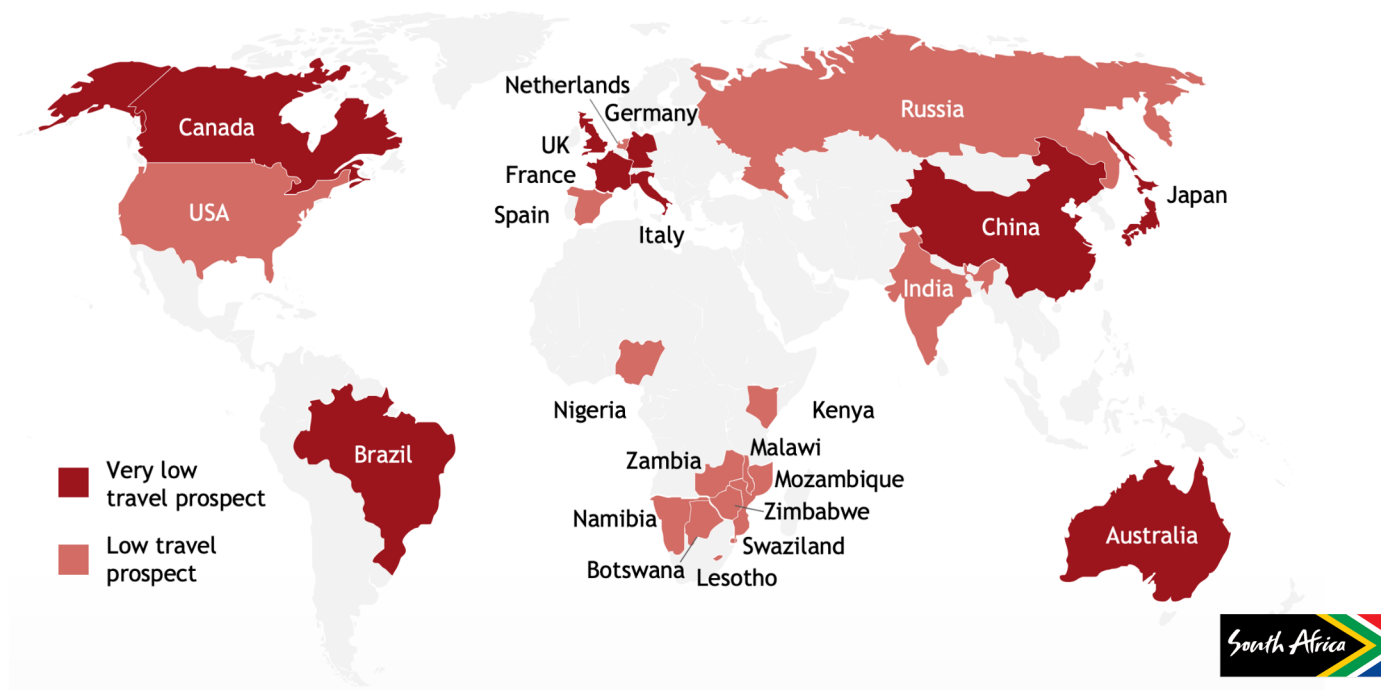 Netherlands
Germany
Russia
Canada
UK
France
Japan
USA
Spain
China
Italy
India
Nigeria
Kenya
Malawi
Brazil
Zambia
Very low
travel prospect
Mozambique
Zimbabwe
Namibia
Australia
Low travel
prospect
Swaziland
Botswana
Lesotho
South Africa